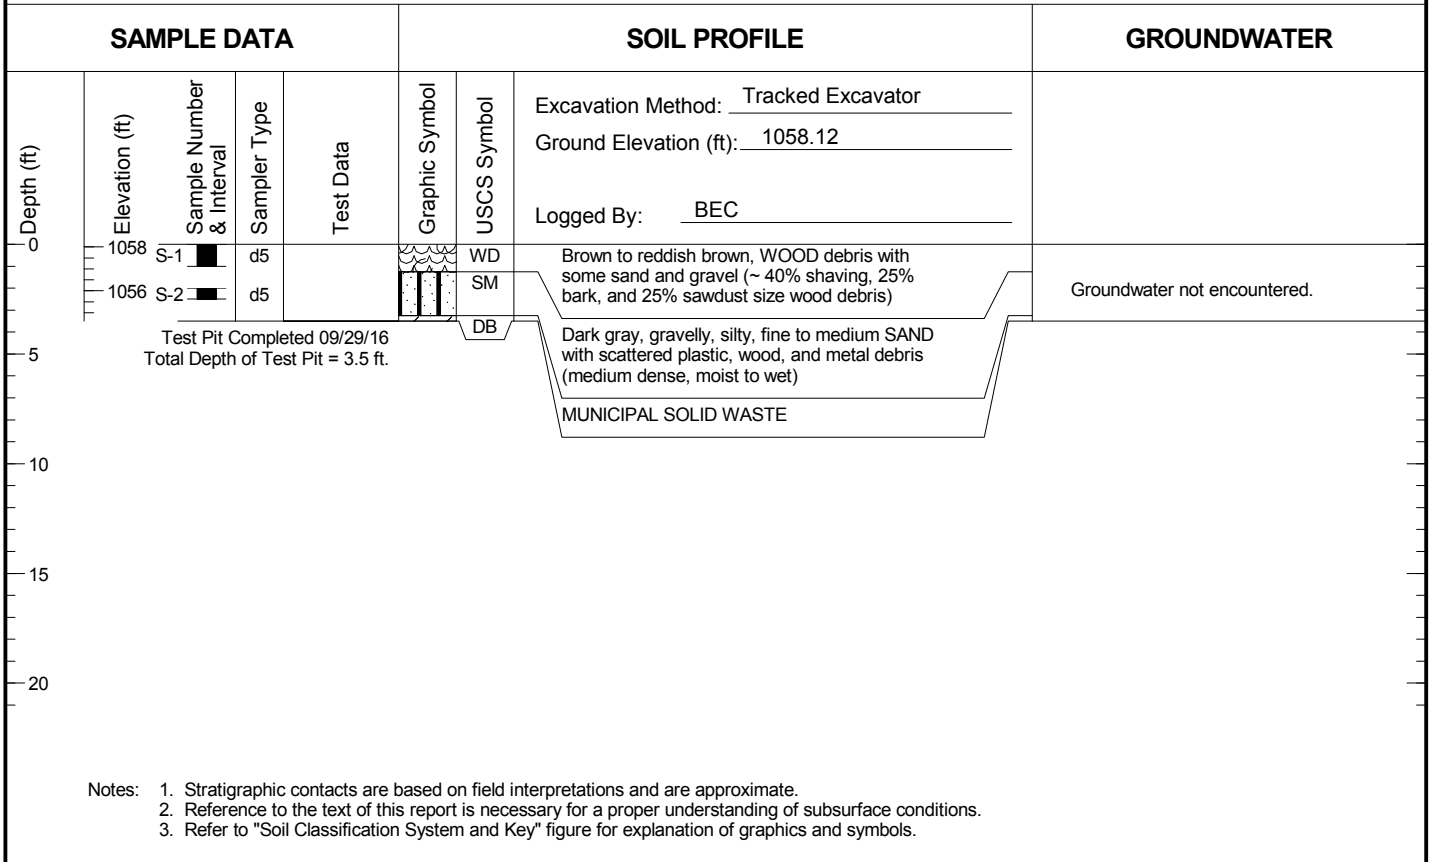 SAMPLE DATA
SOIL PROFILE
GROUNDWATER
Depth (ft)
Elevation (ft)
Sample Number
& Interval
Sampler Type
Test Data
Graphic Symbol
USCS Symbol
Excavation Method: Tracked Excavator
Ground Elevation (ft): 1058.12
Logged By: BEC
0
1058
S-1
d5
WD
Brown to reddish brown, WOOD debris with
some sand and gravel (~ 40% shaving, 25%
bark, and 25% sawdust size wood debris)
1056
S-2
d5
SM
Groundwater not encountered.
DB
Dark gray, gravelly, silty, fine to medium SAND
with scattered plastic, wood, and metal debris
(medium dense, moist to wet)
Test Pit Completed 09/29/16
Total Depth of Test Pit = 3.5 ft.
5
MUNICIPAL SOLID WASTE
10
15
20
Notes: 1. Stratigraphic contacts are based on field interpretations and are approximate.
2. Reference to the text of this report is necessary for a proper understanding of subsurface conditions.
3. Refer to "Soil Classification System and Key" figure for explanation of graphics and symbols.